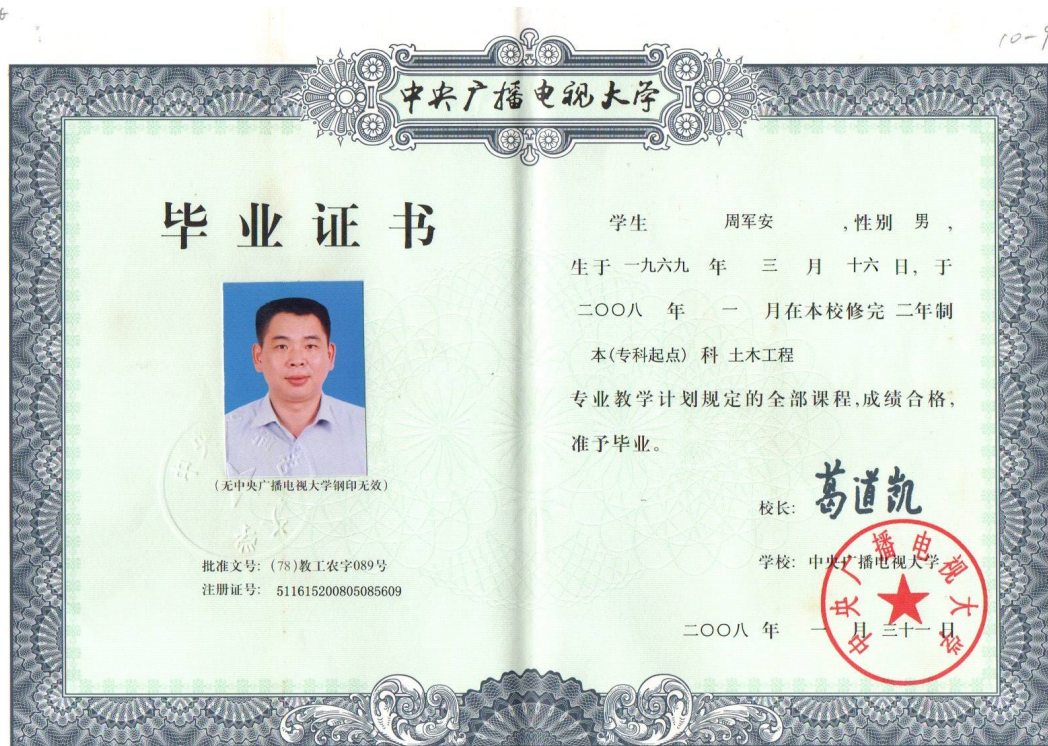 10-9
中央广播电视大学
毕业证书
(无中央广播电视大学钢印无效)
批准文号: (78)教工农字089号
注册证号: 511615200805085609
学生 周军安 ,性别 男 ,
生于 一九六九 年 三 月 十六 日, 于
二〇〇八 年 一 月在本校修完 二年制
本(专科起点) 科 土木工程
专业教学计划规定的全部课程,成绩合格,
准予毕业。
校长: 葛道凯
学校: 中央广播电视大学
二〇〇八 年 一 月 三十一 日
中央广播电视大学